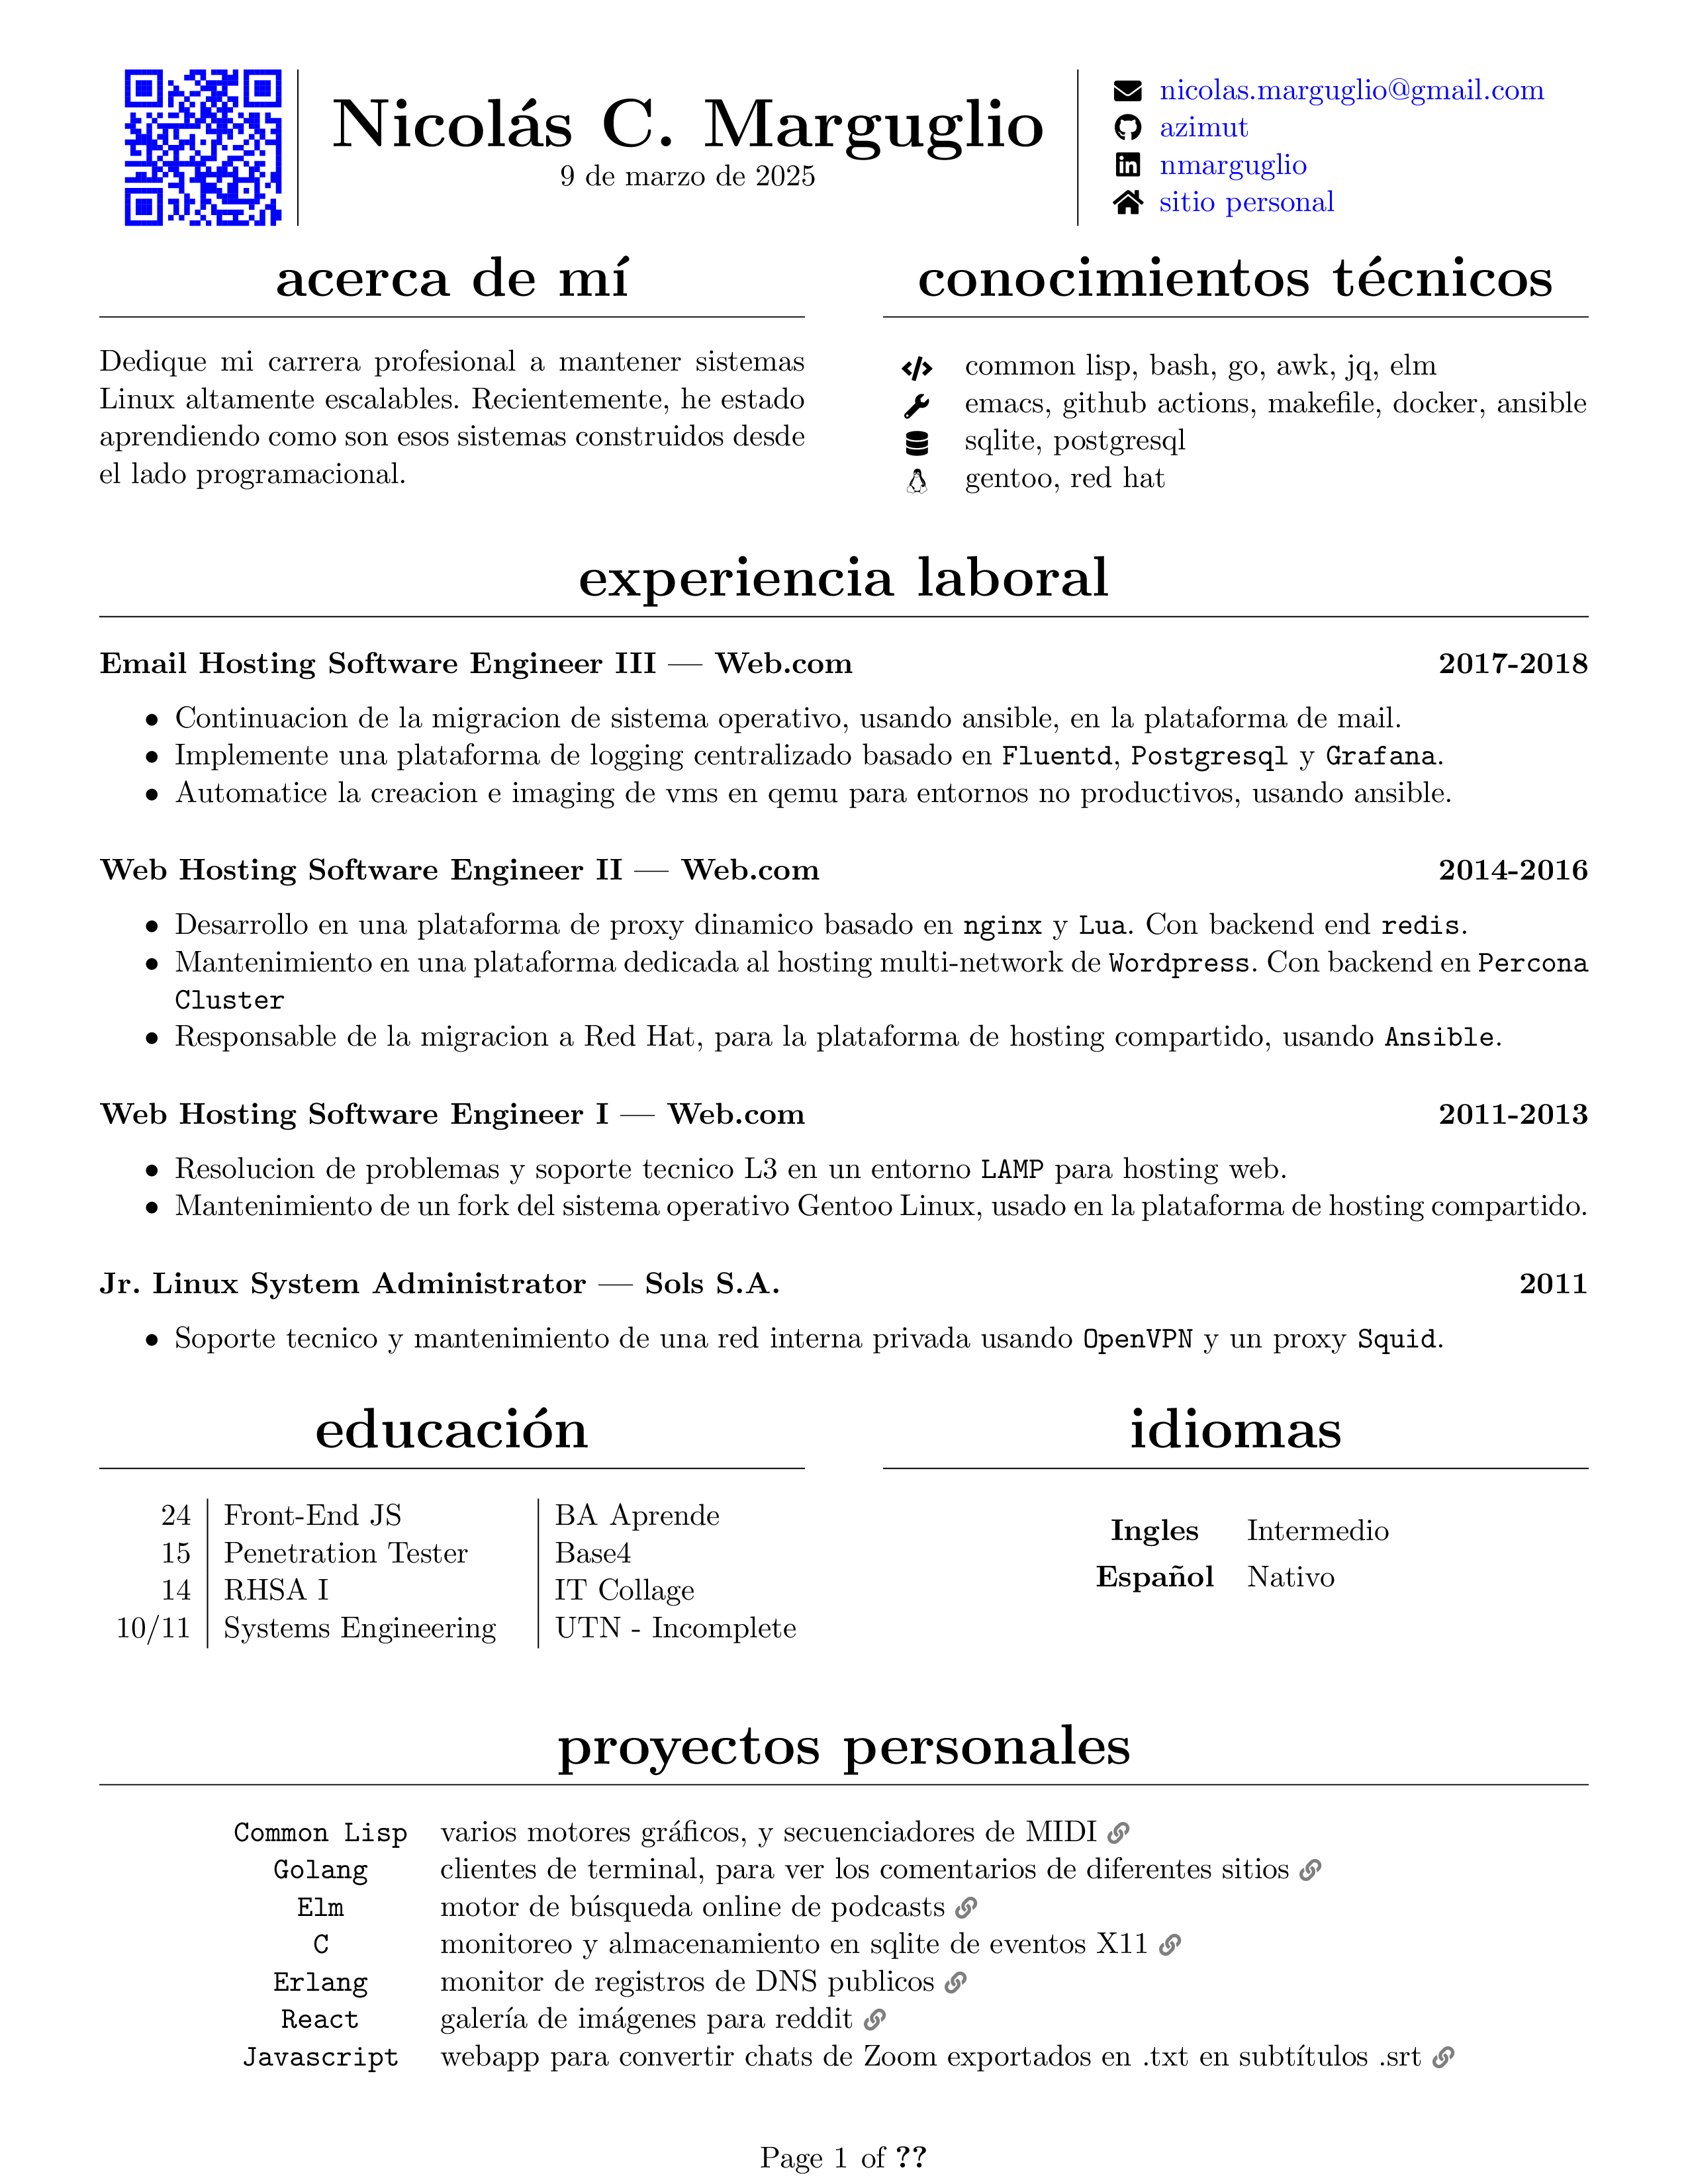 Nicolás C. Marguglio
9 de marzo de 2025
nicolas.marguglio@gmail.com
azimut
nmarguglio
sitio personal
acerca de mí
Dedique mi carrera profesional a mantener sistemas
Linux altamente escalables. Recientemente, he estado
aprendiendo como son esos sistemas construidos desde
el lado programacional.
conocimientos técnicos
common lisp, bash, go, awk, jq, elm
emacs, github actions, makefile, docker, ansible
sqlite, postgresql
gentoo, red hat
experiencia laboral
Email Hosting Software Engineer III — Web.com 2017-2018
• Continuacion de la migracion de sistema operativo, usando ansible, en la plataforma de mail.
• Implemente una plataforma de logging centralizado basado en Fluentd, Postgresql y Grafana.
• Automatice la creacion e imaging de vms en qemu para entornos no productivos, usando ansible.
Web Hosting Software Engineer II — Web.com 2014-2016
• Desarrollo en una plataforma de proxy dinamico basado en nginx y Lua. Con backend end redis.
• Mantenimiento en una plataforma dedicada al hosting multi-network de Wordpress. Con backend en Percona
Cluster
• Responsable de la migracion a Red Hat, para la plataforma de hosting compartido, usando Ansible.
Web Hosting Software Engineer I — Web.com 2011-2013
• Resolucion de problemas y soporte tecnico L3 en un entorno LAMP para hosting web.
• Mantenimiento de un fork del sistema operativo Gentoo Linux, usado en la plataforma de hosting compartido.
Jr. Linux System Administrator — Sols S.A. 2011
• Soporte tecnico y mantenimiento de una red interna privada usando OpenVPN y un proxy Squid.
educación
24 Front-End JS BA Aprende
15 Penetration Tester Base4
14 RHSA I IT Collage
10/11 Systems Engineering UTN - Incomplete
idiomas
Ingles Intermedio
Español Nativo
proyectos personales
Common Lisp varios motores gráficos, y secuenciadores de MIDI
Golang clientes de terminal, para ver los comentarios de diferentes sitios
Elm motor de búsqueda online de podcasts
C monitoreo y almacenamiento en sqlite de eventos X11
Erlang monitor de registros de DNS publicos
React galería de imágenes para reddit
Javascript webapp para convertir chats de Zoom exportados en .txt en subtítulos .srt
Page 1 of ??